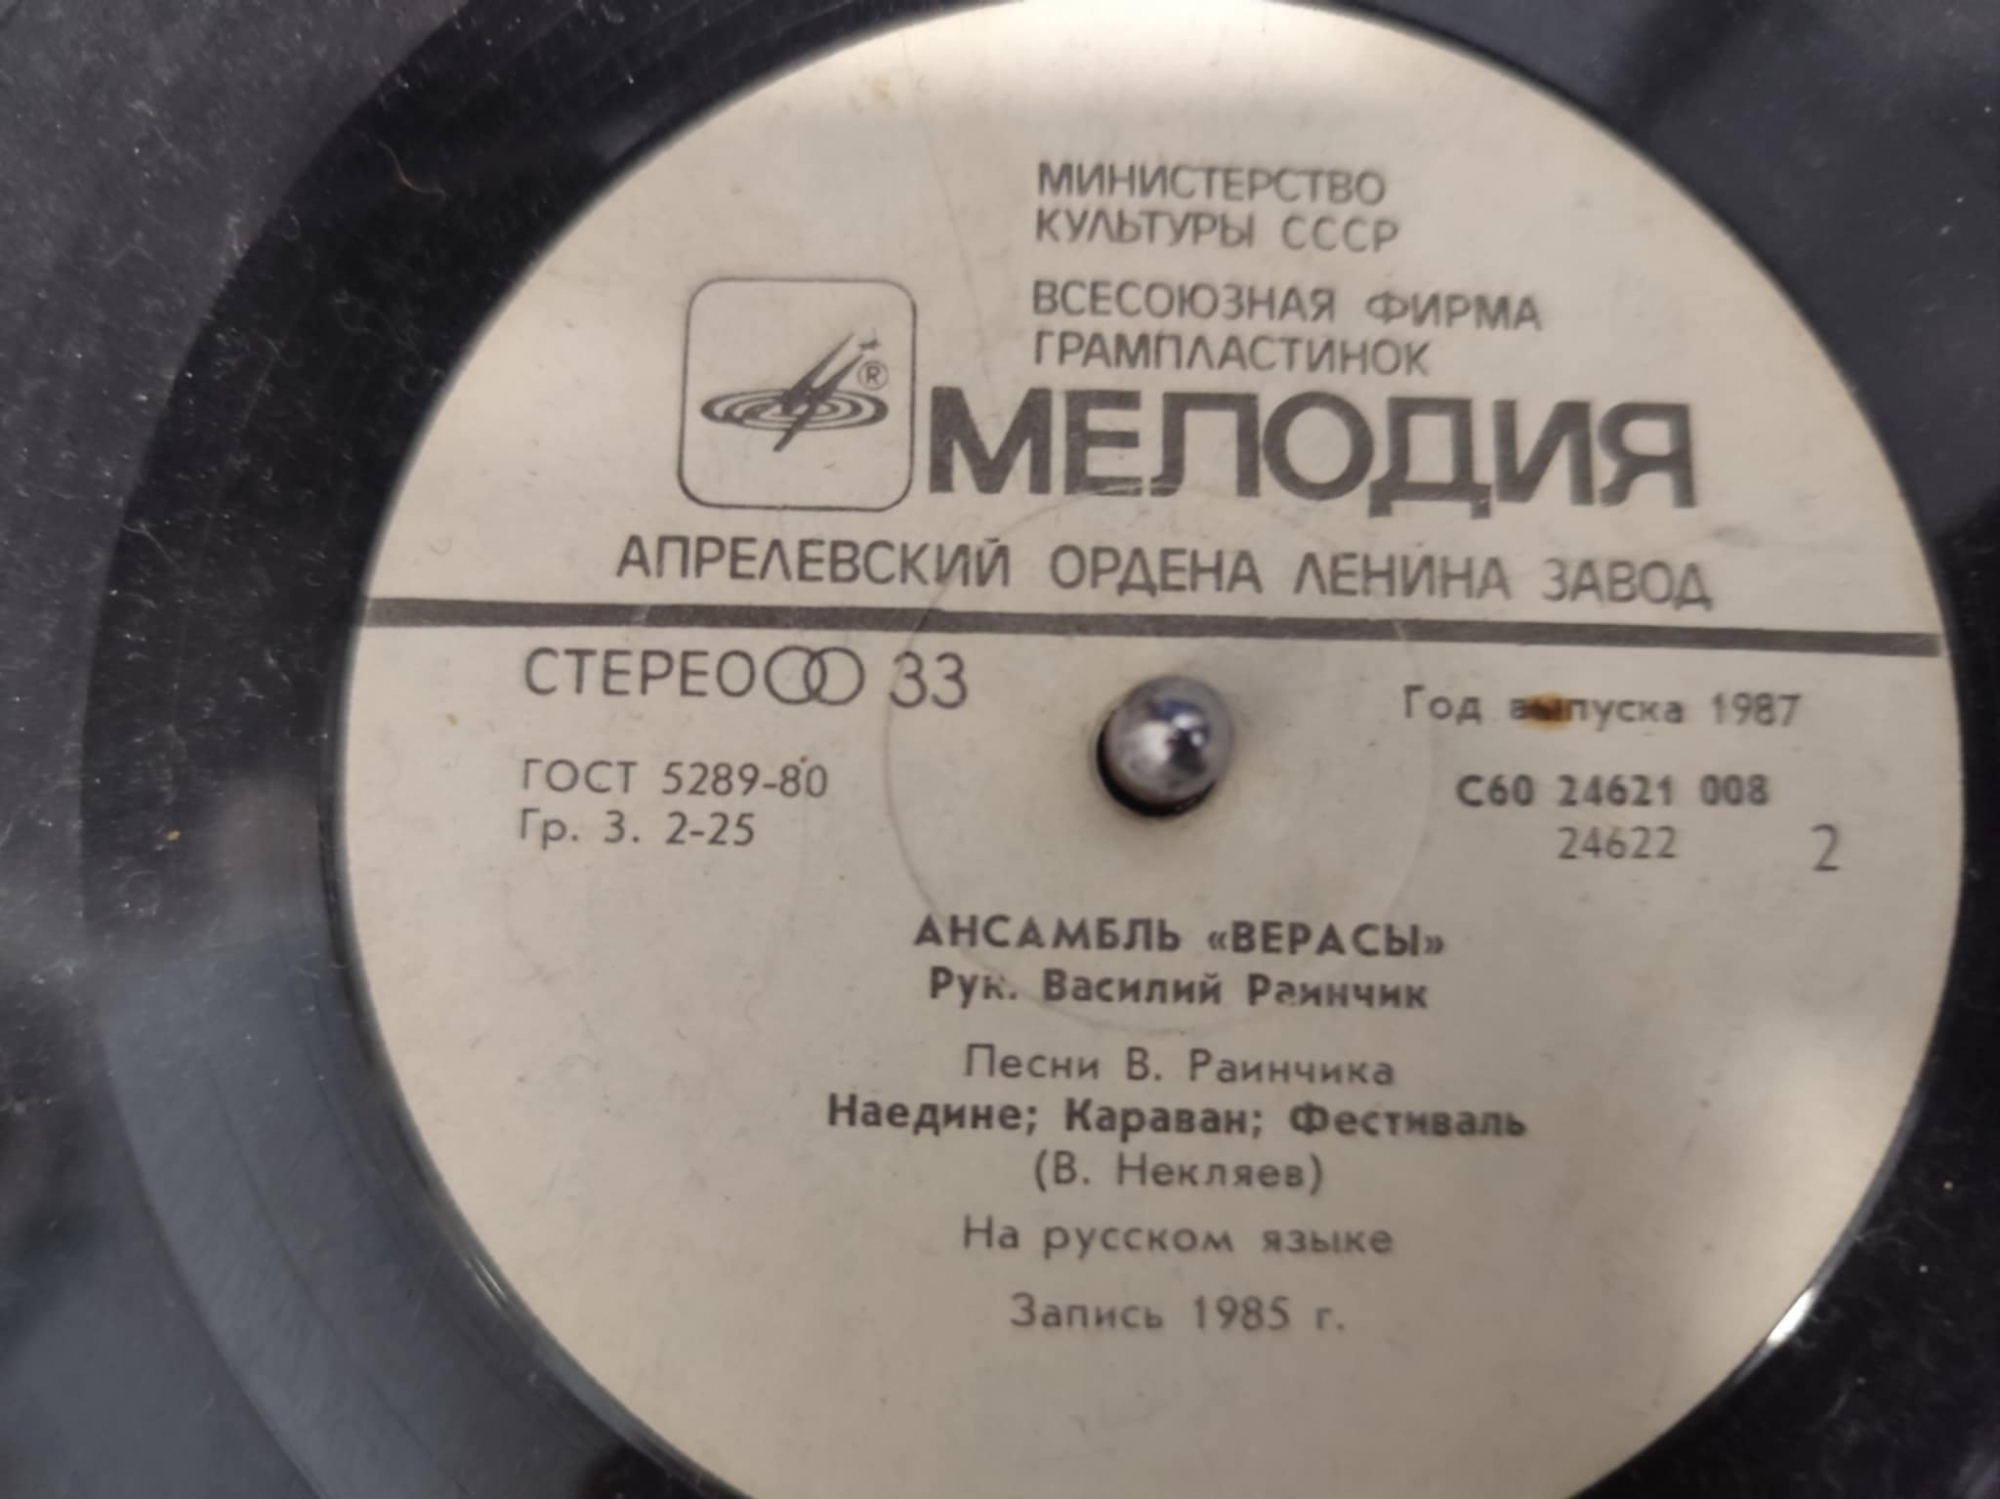 МИНИСТЕРСТВО
КУЛЬТУРЫ СССР
ВСЕСОЮЗНАЯ ФИРМА
ГРАМПЛАСТИНОК
®
МЕЛОДИЯ
АПРЕЛЕВСКИЙ ОРДЕНА ЛЕНИНА ЗАВОД
СТЕРЕО 33
Год выпуска 1987
ГОСТ 5289-80
Гр. 3. 2-25
С60 24621 008
24622 2
АНСАМБЛЬ «ВЕРАСЫ»
Рук. Василий Раинчик
Песни В. Раинчика
Наедине; Караван; Фестиваль
(В. Некляев)
На русском языке
Запись 1985 г.